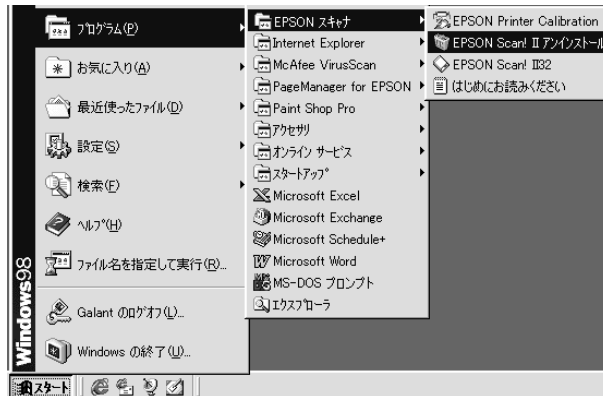 プログラム(P)
お気に入り(A)
最近使ったファイル(D)
設定(S)
検索(F)
ヘルプ(H)
ファイル名を指定して実行(R)...
Galant のログオフ(L)...
Windows の終了(U)...
Windows98
スタート
EPSON スキャナ
Internet Explorer
McAfee VirusScan
PageManager for EPSON
Paint Shop Pro
アクセサリ
オンライン サービス
スタートアップ
Microsoft Excel
Microsoft Exchange
Microsoft Schedule+
Microsoft Word
MS-DOS プロンプト
エクスプローラ
EPSON Printer Calibration
EPSON Scan! II アンインストール
EPSON Scan! II32
はじめにお読みください